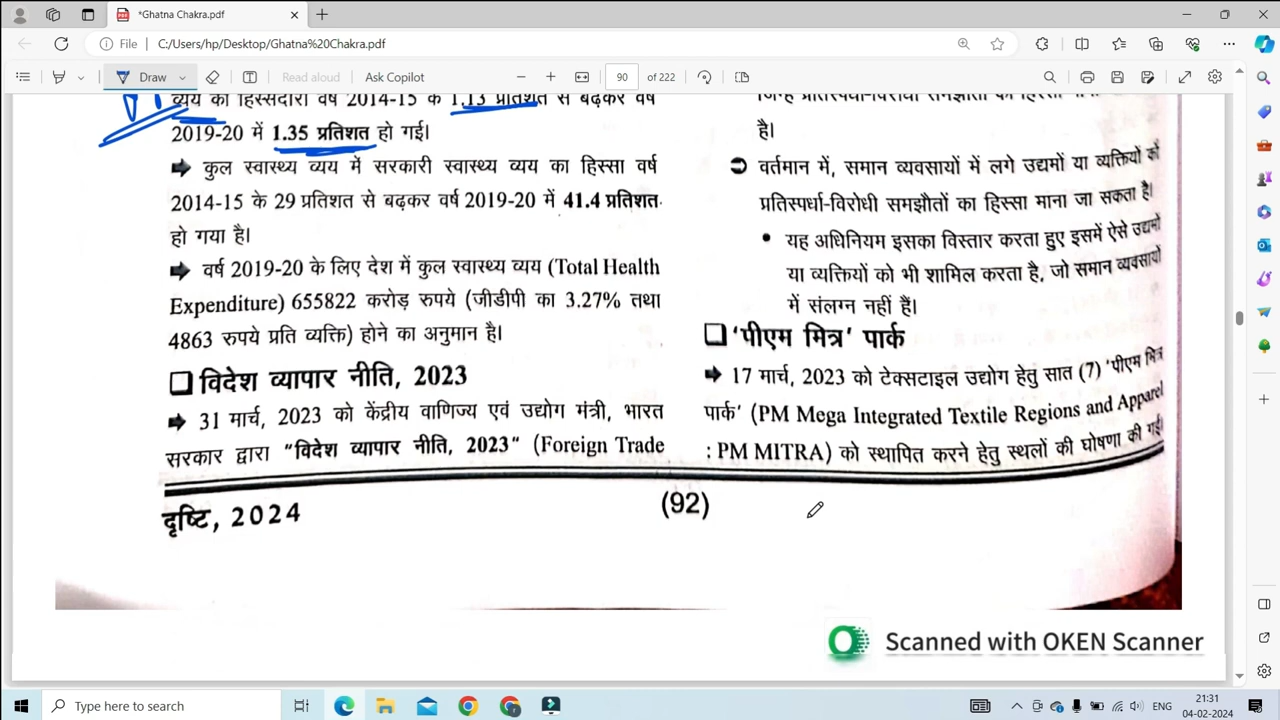 *Ghatna Chakra.pdf
File C:/Users/hp/Desktop/Ghatna%20Chakra.pdf
Draw Read aloud Ask Copilot 90 of 222
व्यय की हिस्सेदारी वर्ष 2014-15 के 1.13 प्रतिशत से बढ़कर वर्ष
2019-20 में 1.35 प्रतिशत हो गई।
कुल स्वास्थ्य व्यय में सरकारी स्वास्थ्य व्यय का हिस्सा वर्ष
2014-15 के 29 प्रतिशत से बढ़कर वर्ष 2019-20 में 41.4 प्रतिशत
हो गया है।
वर्ष 2019-20 के लिए देश में कुल स्वास्थ्य व्यय (Total Health
Expenditure) 655822 करोड़ रुपये (जीडीपी का 3.27% तथा
4863 रुपये प्रति व्यक्ति) होने का अनुमान है।
विदेश व्यापार नीति, 2023
31 मार्च, 2023 को केंद्रीय वाणिज्य एवं उद्योग मंत्री, भारत
सरकार द्वारा "विदेश व्यापार नीति, 2023" (Foreign Trade
जिन्हें प्रतिस्पर्धा-विरोधी समझौतों का हिस्सा
है।
वर्तमान में, समान व्यवसायों में लगे उद्यमों या व्यक्तियों को
प्रतिस्पर्धा-विरोधी समझौतों का हिस्सा माना जा सकता है।
• यह अधिनियम इसका विस्तार करता हुए इसमें ऐसे उद्यमों
या व्यक्तियों को भी शामिल करता है, जो समान व्यवसायों
में संलग्न नहीं हैं।
'पीएम मित्र' पार्क
17 मार्च, 2023 को टेक्सटाइल उद्योग हेतु सात (7) 'पीएम मित्र
पार्क' (PM Mega Integrated Textile Regions and Apparel
: PM MITRA) को स्थापित करने हेतु स्थलों की घोषणा की गई
दृष्टि, 2024
(92)
Scanned with OKEN Scanner
Type here to search
ENG
21:31
04-02-2024